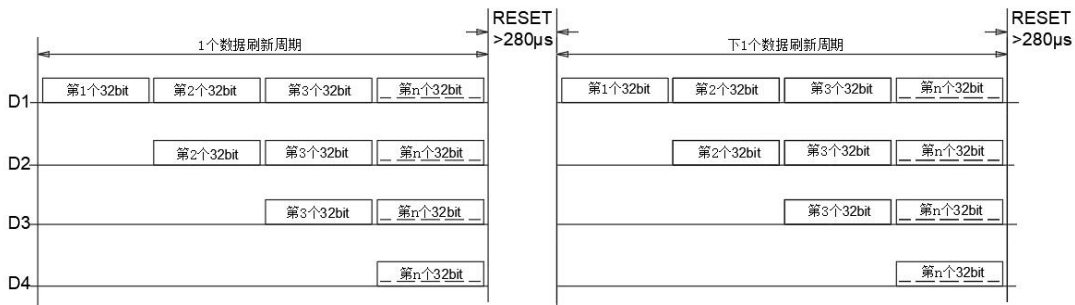 RESET
>280μs
1个数据刷新周期
RESET
>280μs
下1个数据刷新周期
D1
第1个32bit
第2个32bit
第3个32bit
第n个32bit
第1个32bit
第2个32bit
第3个32bit
第n个32bit
D2
第2个32bit
第3个32bit
第n个32bit
第2个32bit
第3个32bit
第n个32bit
D3
第3个32bit
第n个32bit
第3个32bit
第n个32bit
D4
第n个32bit
第n个32bit